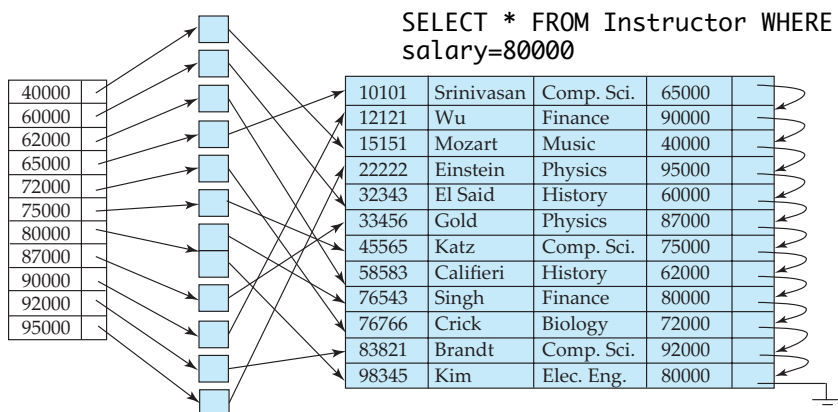 SELECT * FROM Instructor WHERE
salary=80000
40000
60000
62000
65000
72000
75000
80000
87000
90000
92000
95000
10101 Srinivasan Comp. Sci. 65000
12121 Wu Finance 90000
15151 Mozart Music 40000
22222 Einstein Physics 95000
32343 El Said History 60000
33456 Gold Physics 87000
45565 Katz Comp. Sci. 75000
58583 Califieri History 62000
76543 Singh Finance 80000
76766 Crick Biology 72000
83821 Brandt Comp. Sci. 92000
98345 Kim Elec. Eng. 80000